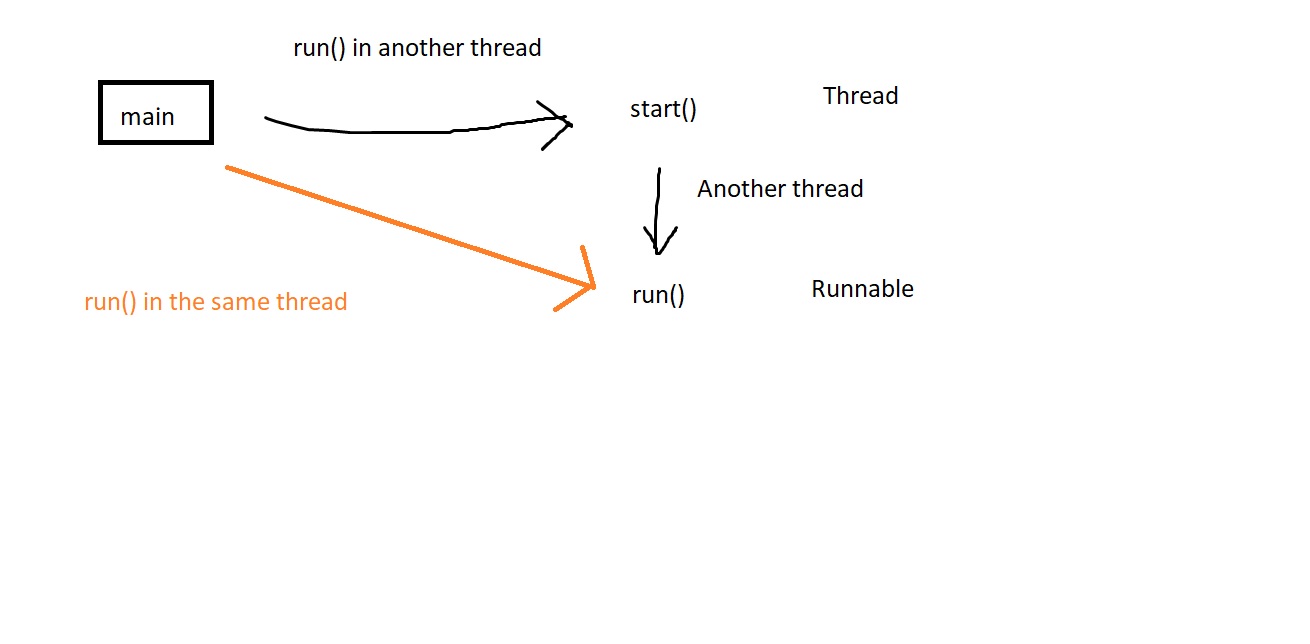 run() in another thread
main
start()
Thread
Another thread
run() in the same thread
run()
Runnable